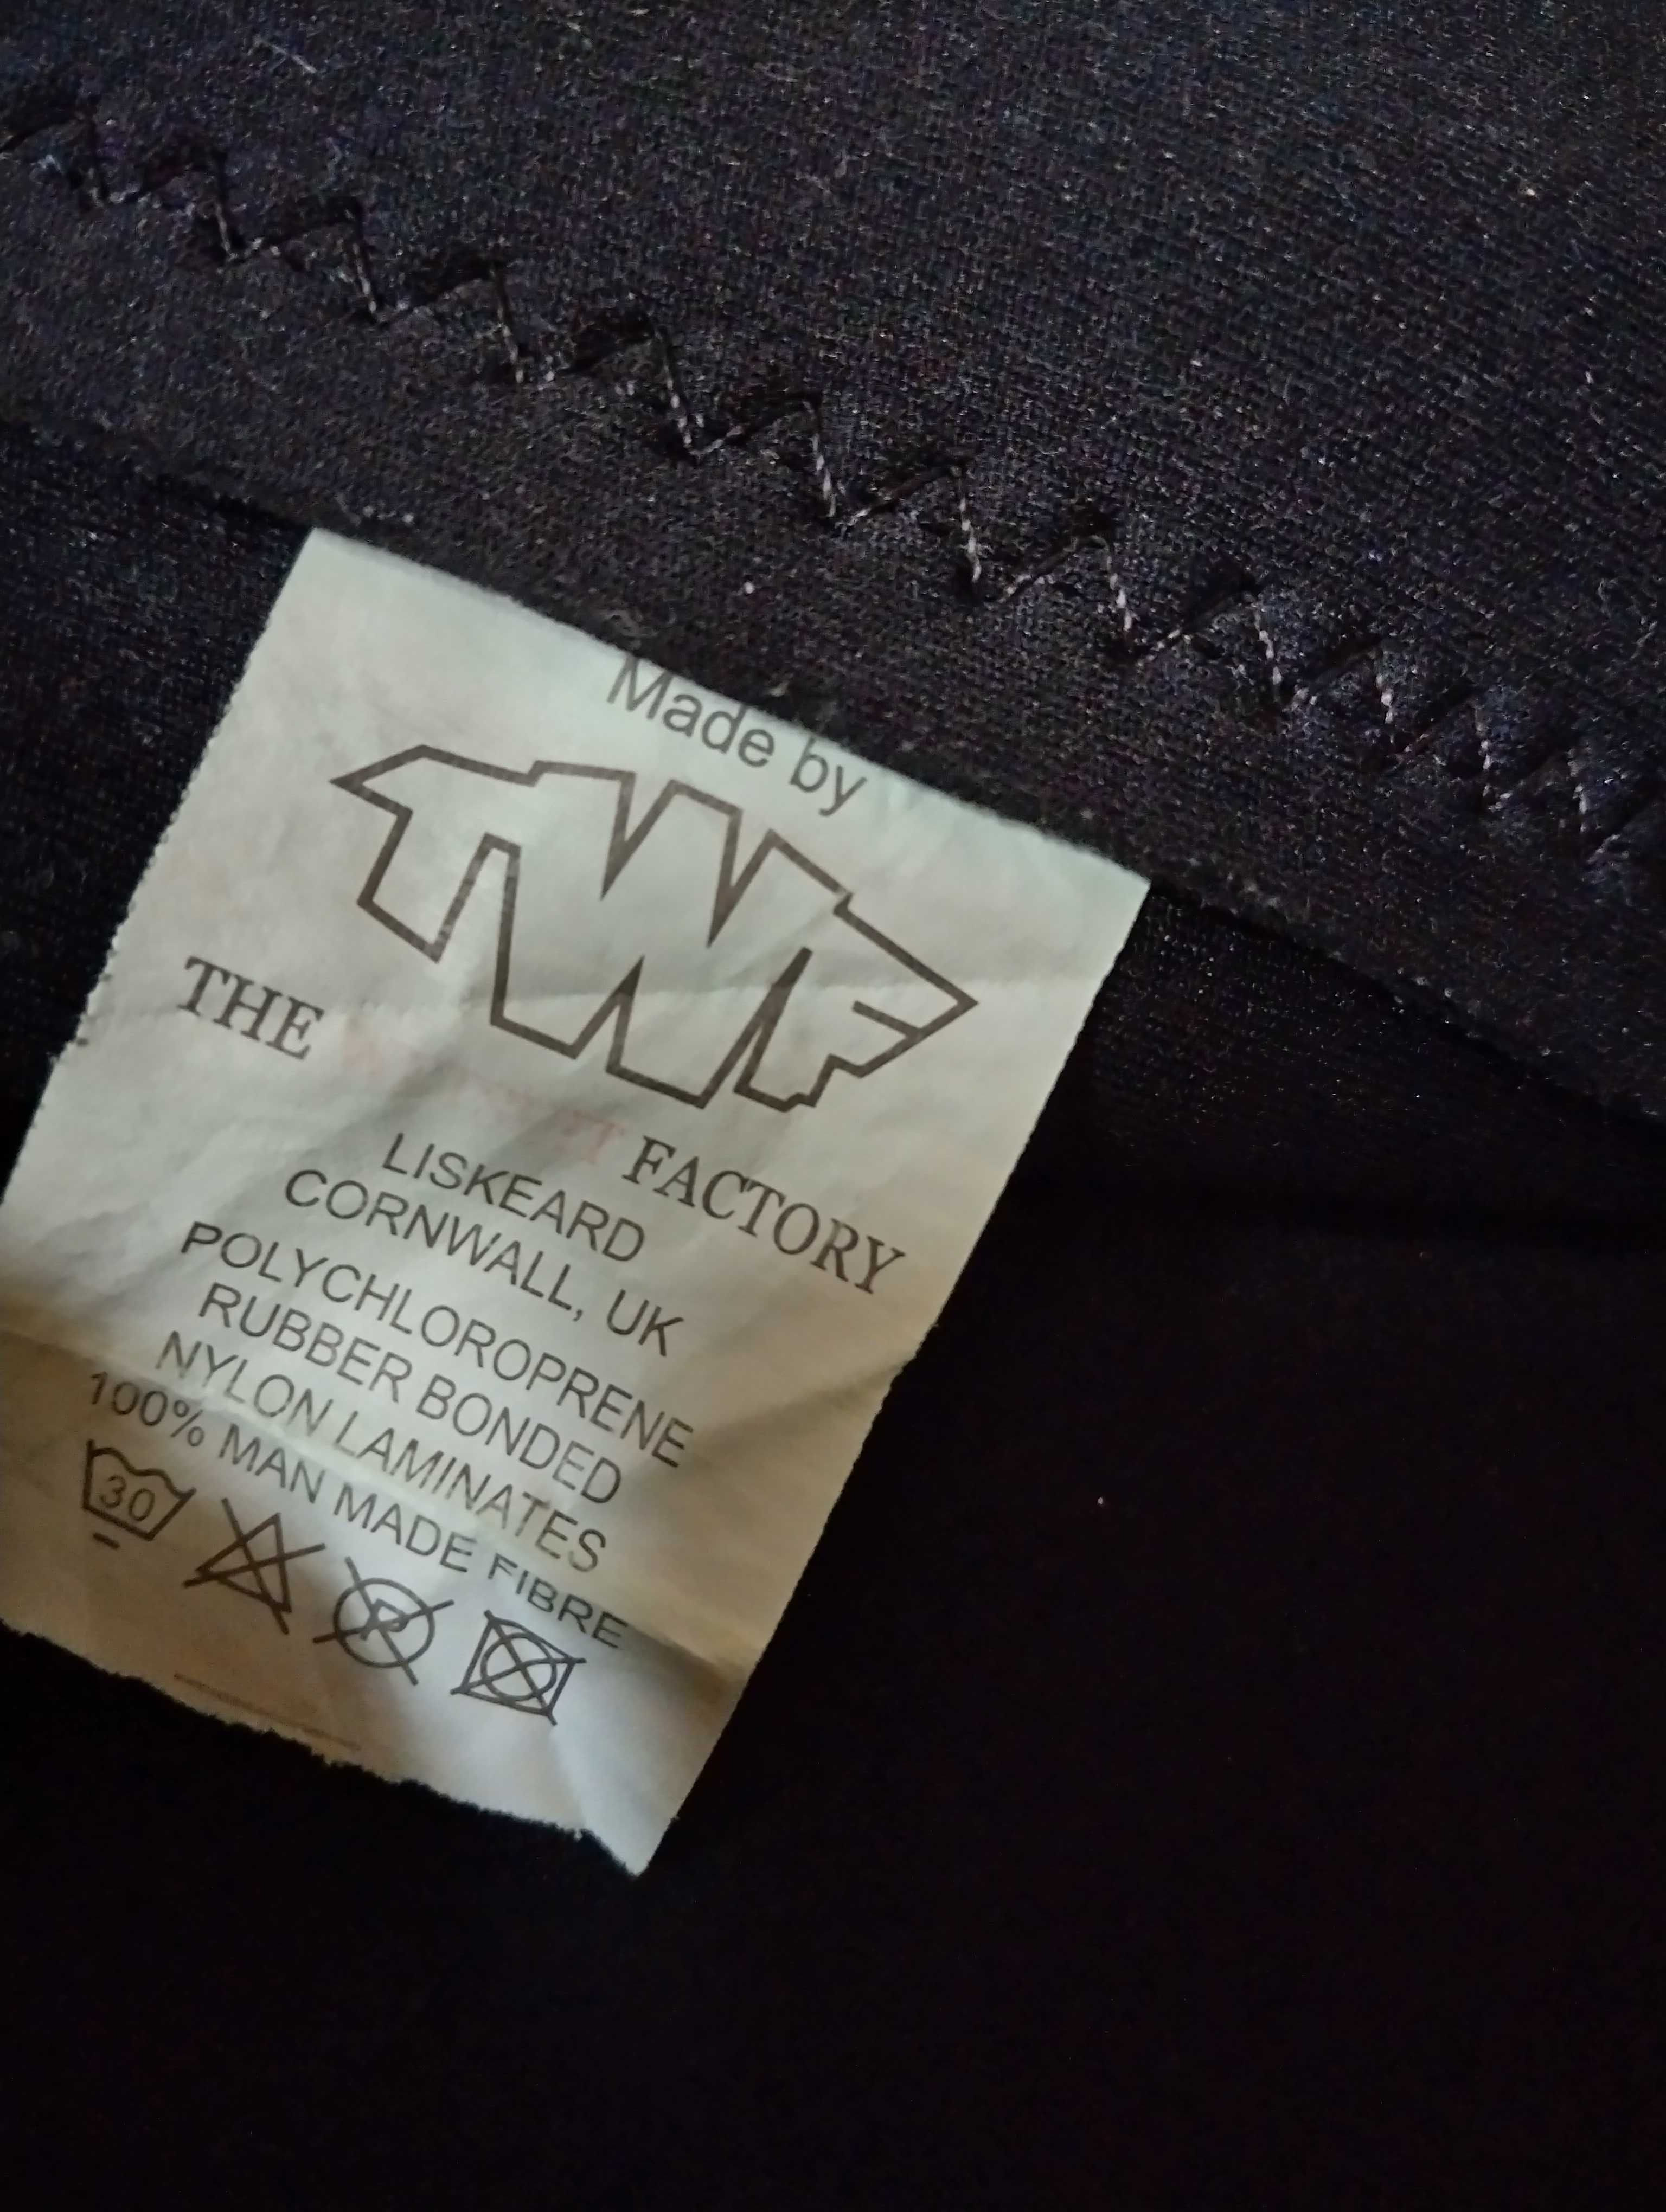 Made by
TWF
THE FACTORY
LISKEARD
CORNWALL, UK
POLYCHLOROPRENE
RUBBER BONDED
NYLON LAMINATES
100% MAN MADE FIBRE
30
P